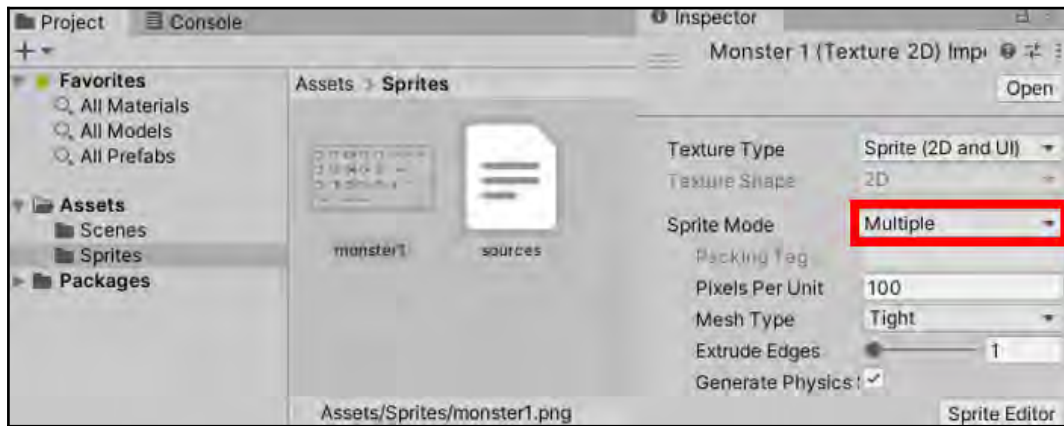 Project
Console
Favorites
All Materials
All Models
All Prefabs
Assets
Scenes
Sprites
Packages
Assets > Sprites
monster1
sources
Assets/Sprites/monster1.png
Inspector
Monster 1 (Texture 2D) Imp
Open
Texture Type Sprite (2D and UI)
Texture Shape 2D
Sprite Mode Multiple
Packing Tag
Pixels Per Unit 100
Mesh Type Tight
Extrude Edges 1
Generate Physics
Sprite Editor